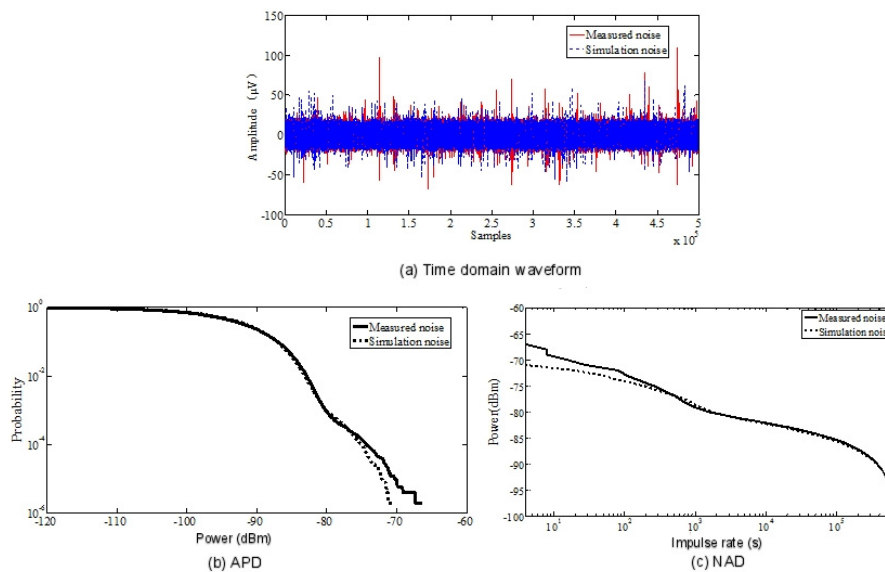 150
100
50
0
-50
-100
Amplitude (μV)
Measured noise
Simulation noise
0 0.5 1 1.5 2 2.5 3 3.5 4 4.5 5
Samples
x 10^5
(a) Time domain waveform
10^0
10^-2
10^-4
10^-6
Probability
Measured noise
Simulation noise
-120 -100 -90 -80 -70 -60
Power (dBm)
(b) APD
-60
-65
-70
-75
-80
-85
-90
-95
-100
Power(dBm)
Measured noise
Simulation noise
10^1 10^2 10^3 10^4 10^5
Impulse rate (s)
(c) NAD